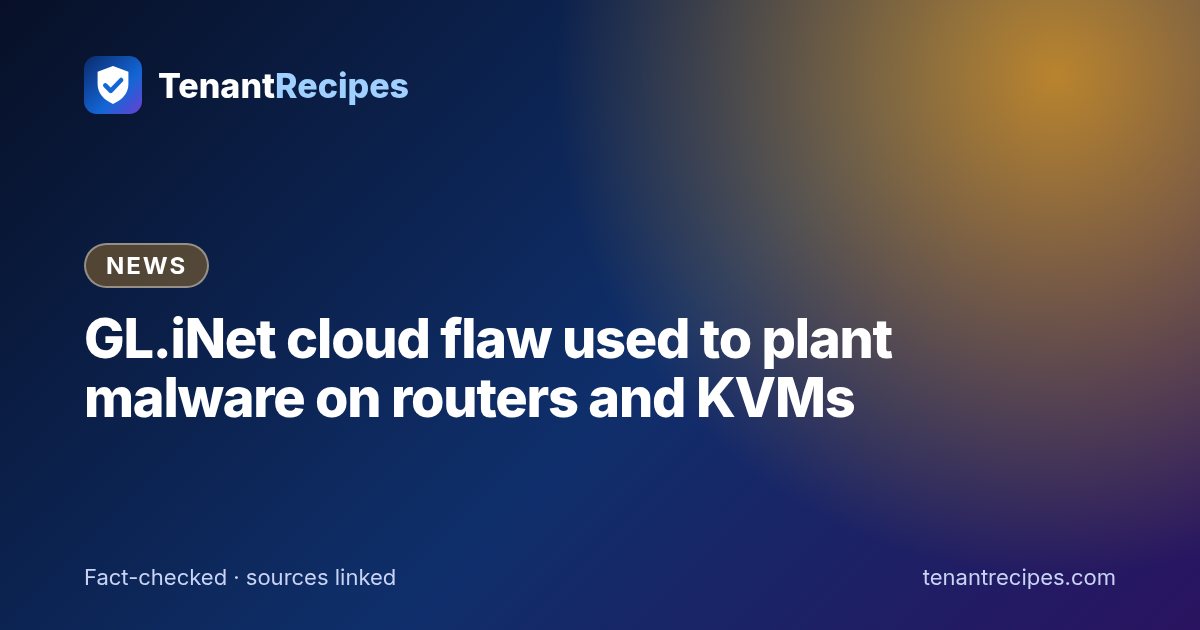 TenantRecipes
NEWS
GL.iNet cloud flaw used to plant
malware on routers and KVMs
Fact-checked · sources linked
tenantrecipes.com